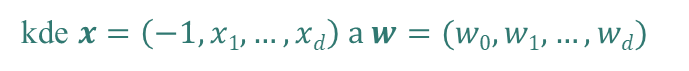 kde 𝒙 = (−1, x₁, … , x_d) a 𝒘 = (w₀, w₁, … , w_d)